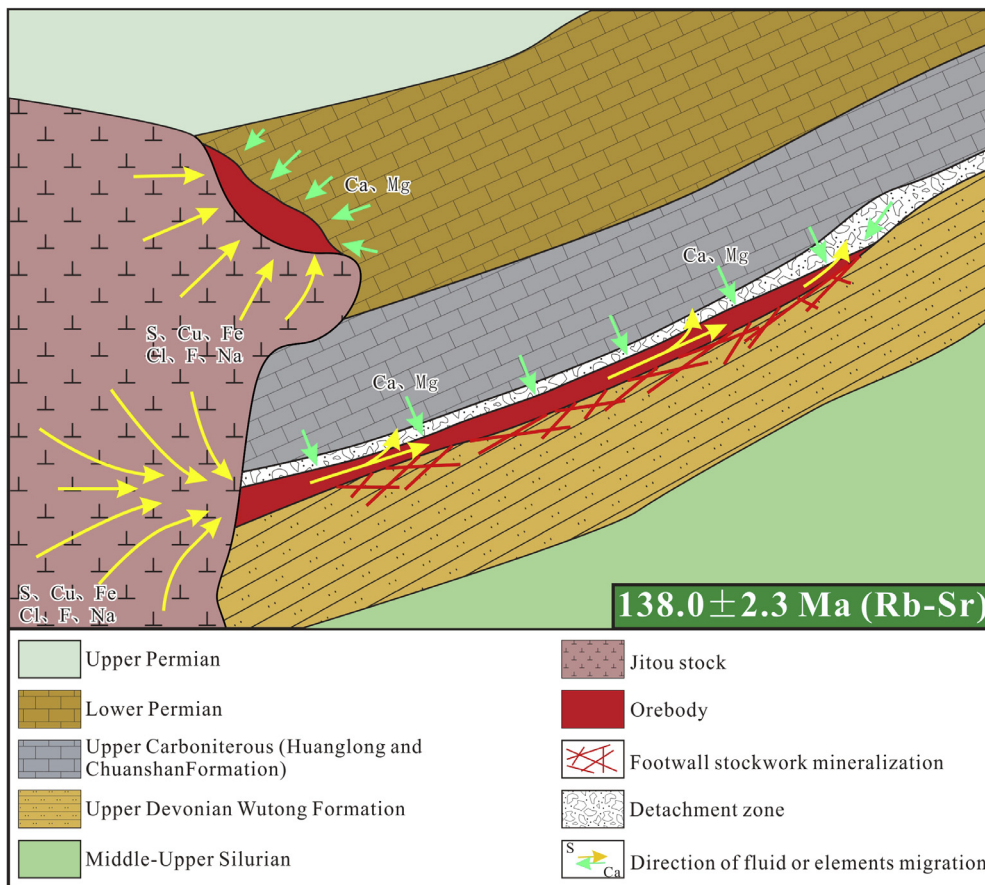 Ca、Mg
Ca、Mg
S、Cu、Fe
Cl、F、Na
Ca、Mg
S、Cu、Fe
Cl、F、Na
138.0±2.3 Ma (Rb-Sr)
Upper Permian
Lower Permian
Upper Carboniterous (Huanglong and
ChuanshanFormation)
Upper Devonian Wutong Formation
Middle-Upper Silurian
Jitou stock
Orebody
Footwall stockwork mineralization
Detachment zone
S
Ca
Direction of fluid or elements migration